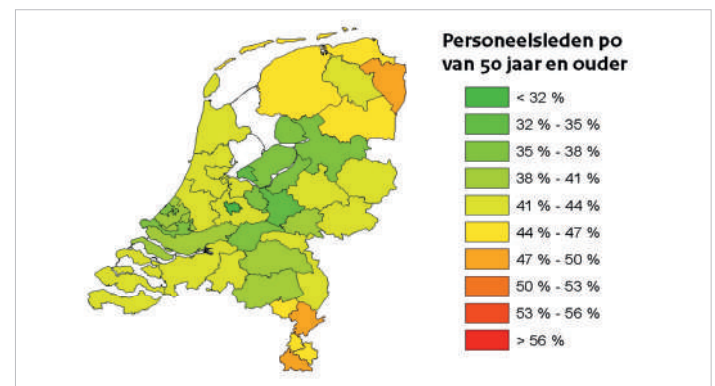 Personeelsleden po
van 50 jaar en ouder
< 32 %
32 % - 35 %
35 % - 38 %
38 % - 41 %
41 % - 44 %
44 % - 47 %
47 % - 50 %
50 % - 53 %
53 % - 56 %
> 56 %